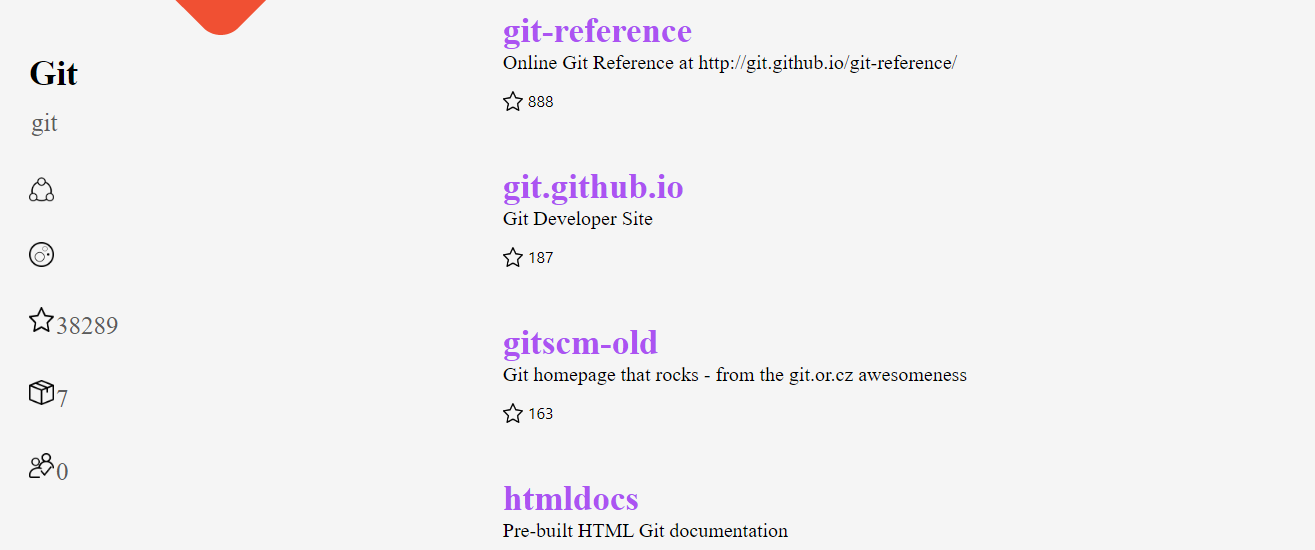 Git
git
38289
7
0
git-reference
Online Git Reference at http://git.github.io/git-reference/
888
git.github.io
Git Developer Site
187
gitscm-old
Git homepage that rocks - from the git.or.cz awesomeness
163
htmldocs
Pre-built HTML Git documentation